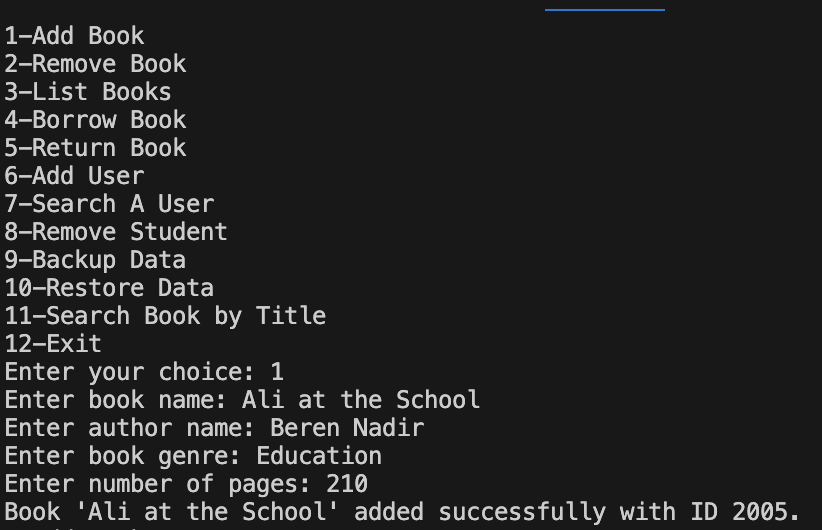 1-Add Book
2-Remove Book
3-List Books
4-Borrow Book
5-Return Book
6-Add User
7-Search A User
8-Remove Student
9-Backup Data
10-Restore Data
11-Search Book by Title
12-Exit
Enter your choice: 1
Enter book name: Ali at the School
Enter author name: Beren Nadir
Enter book genre: Education
Enter number of pages: 210
Book 'Ali at the School' added successfully with ID 2005.